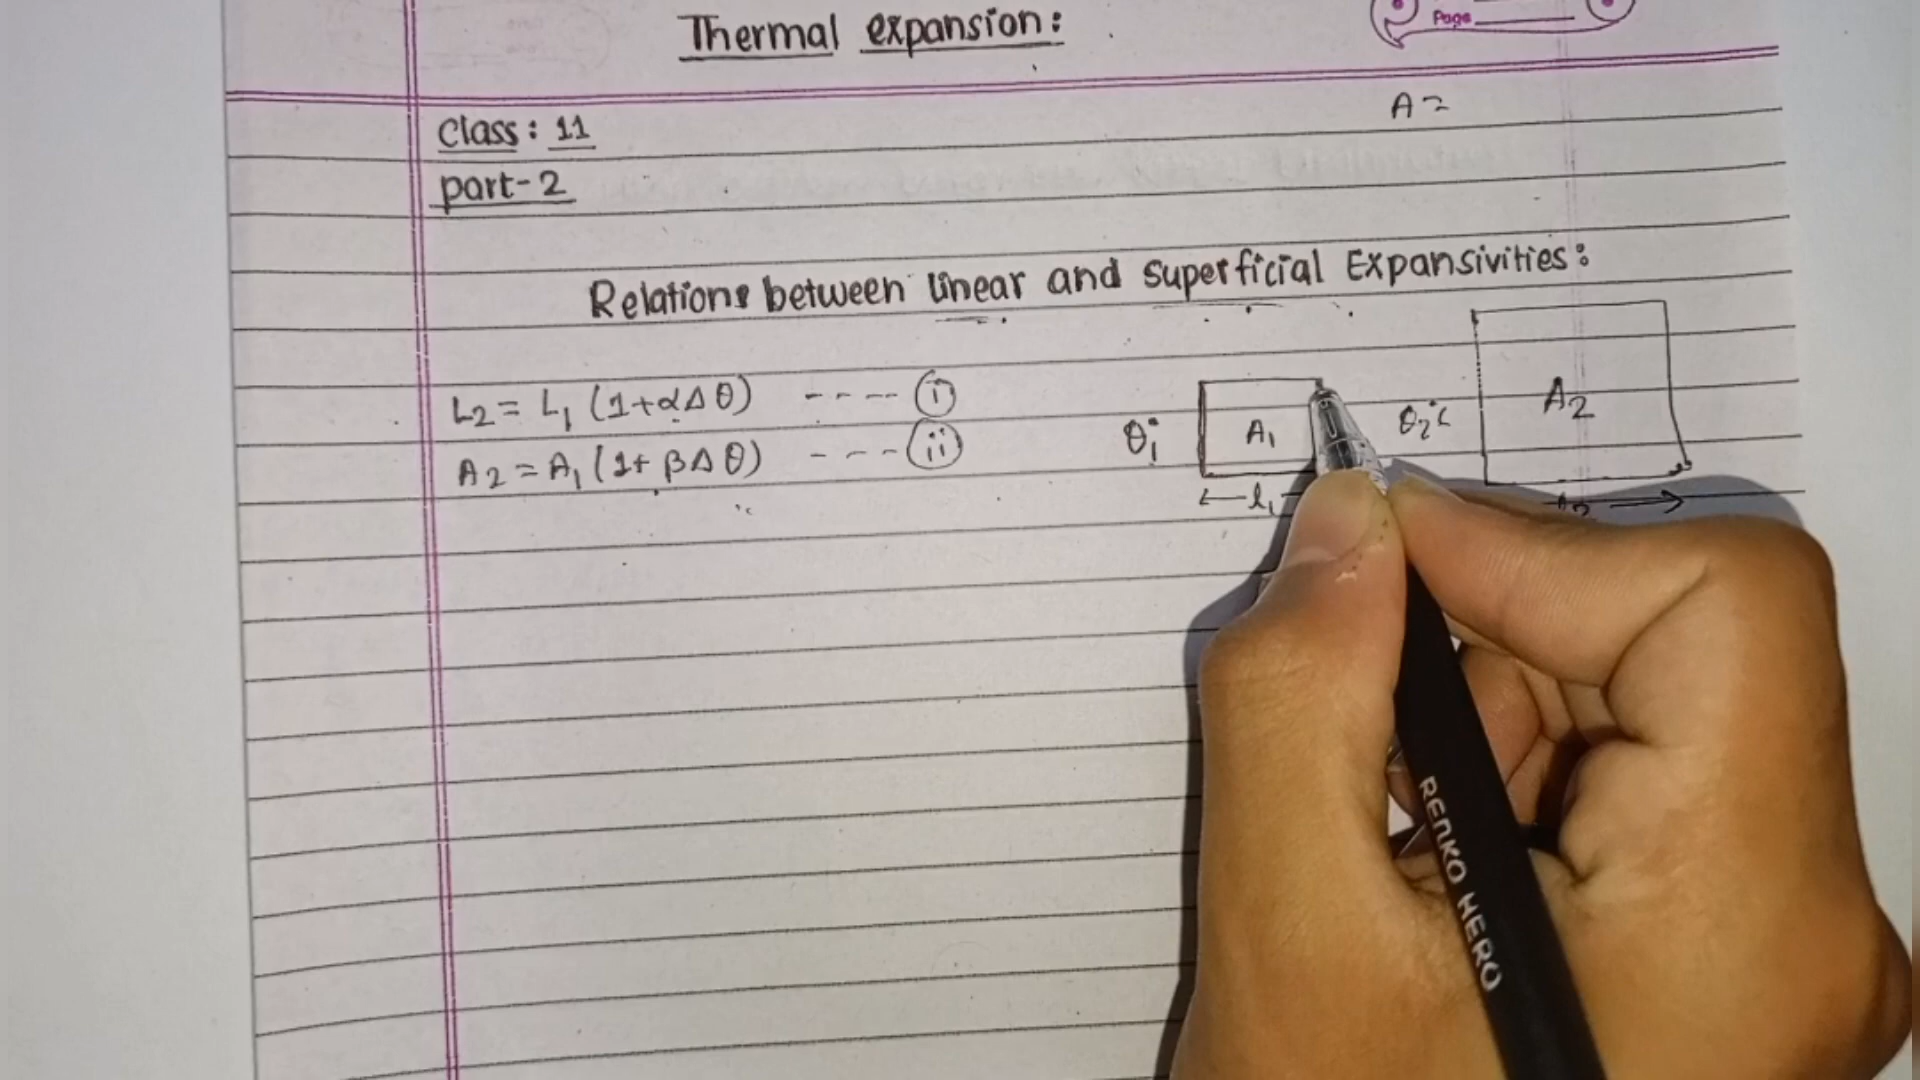 Thermal expansion:
Page
A =
Class: 11
part-2
Relations between linear and superficial Expansivities:
L2 = L1 (1+αΔθ) ---- (i)
A2 = A1 (1+ βΔθ) --- (ii)
θ1° A1 θ2°c A2
l1
RENKO HERO